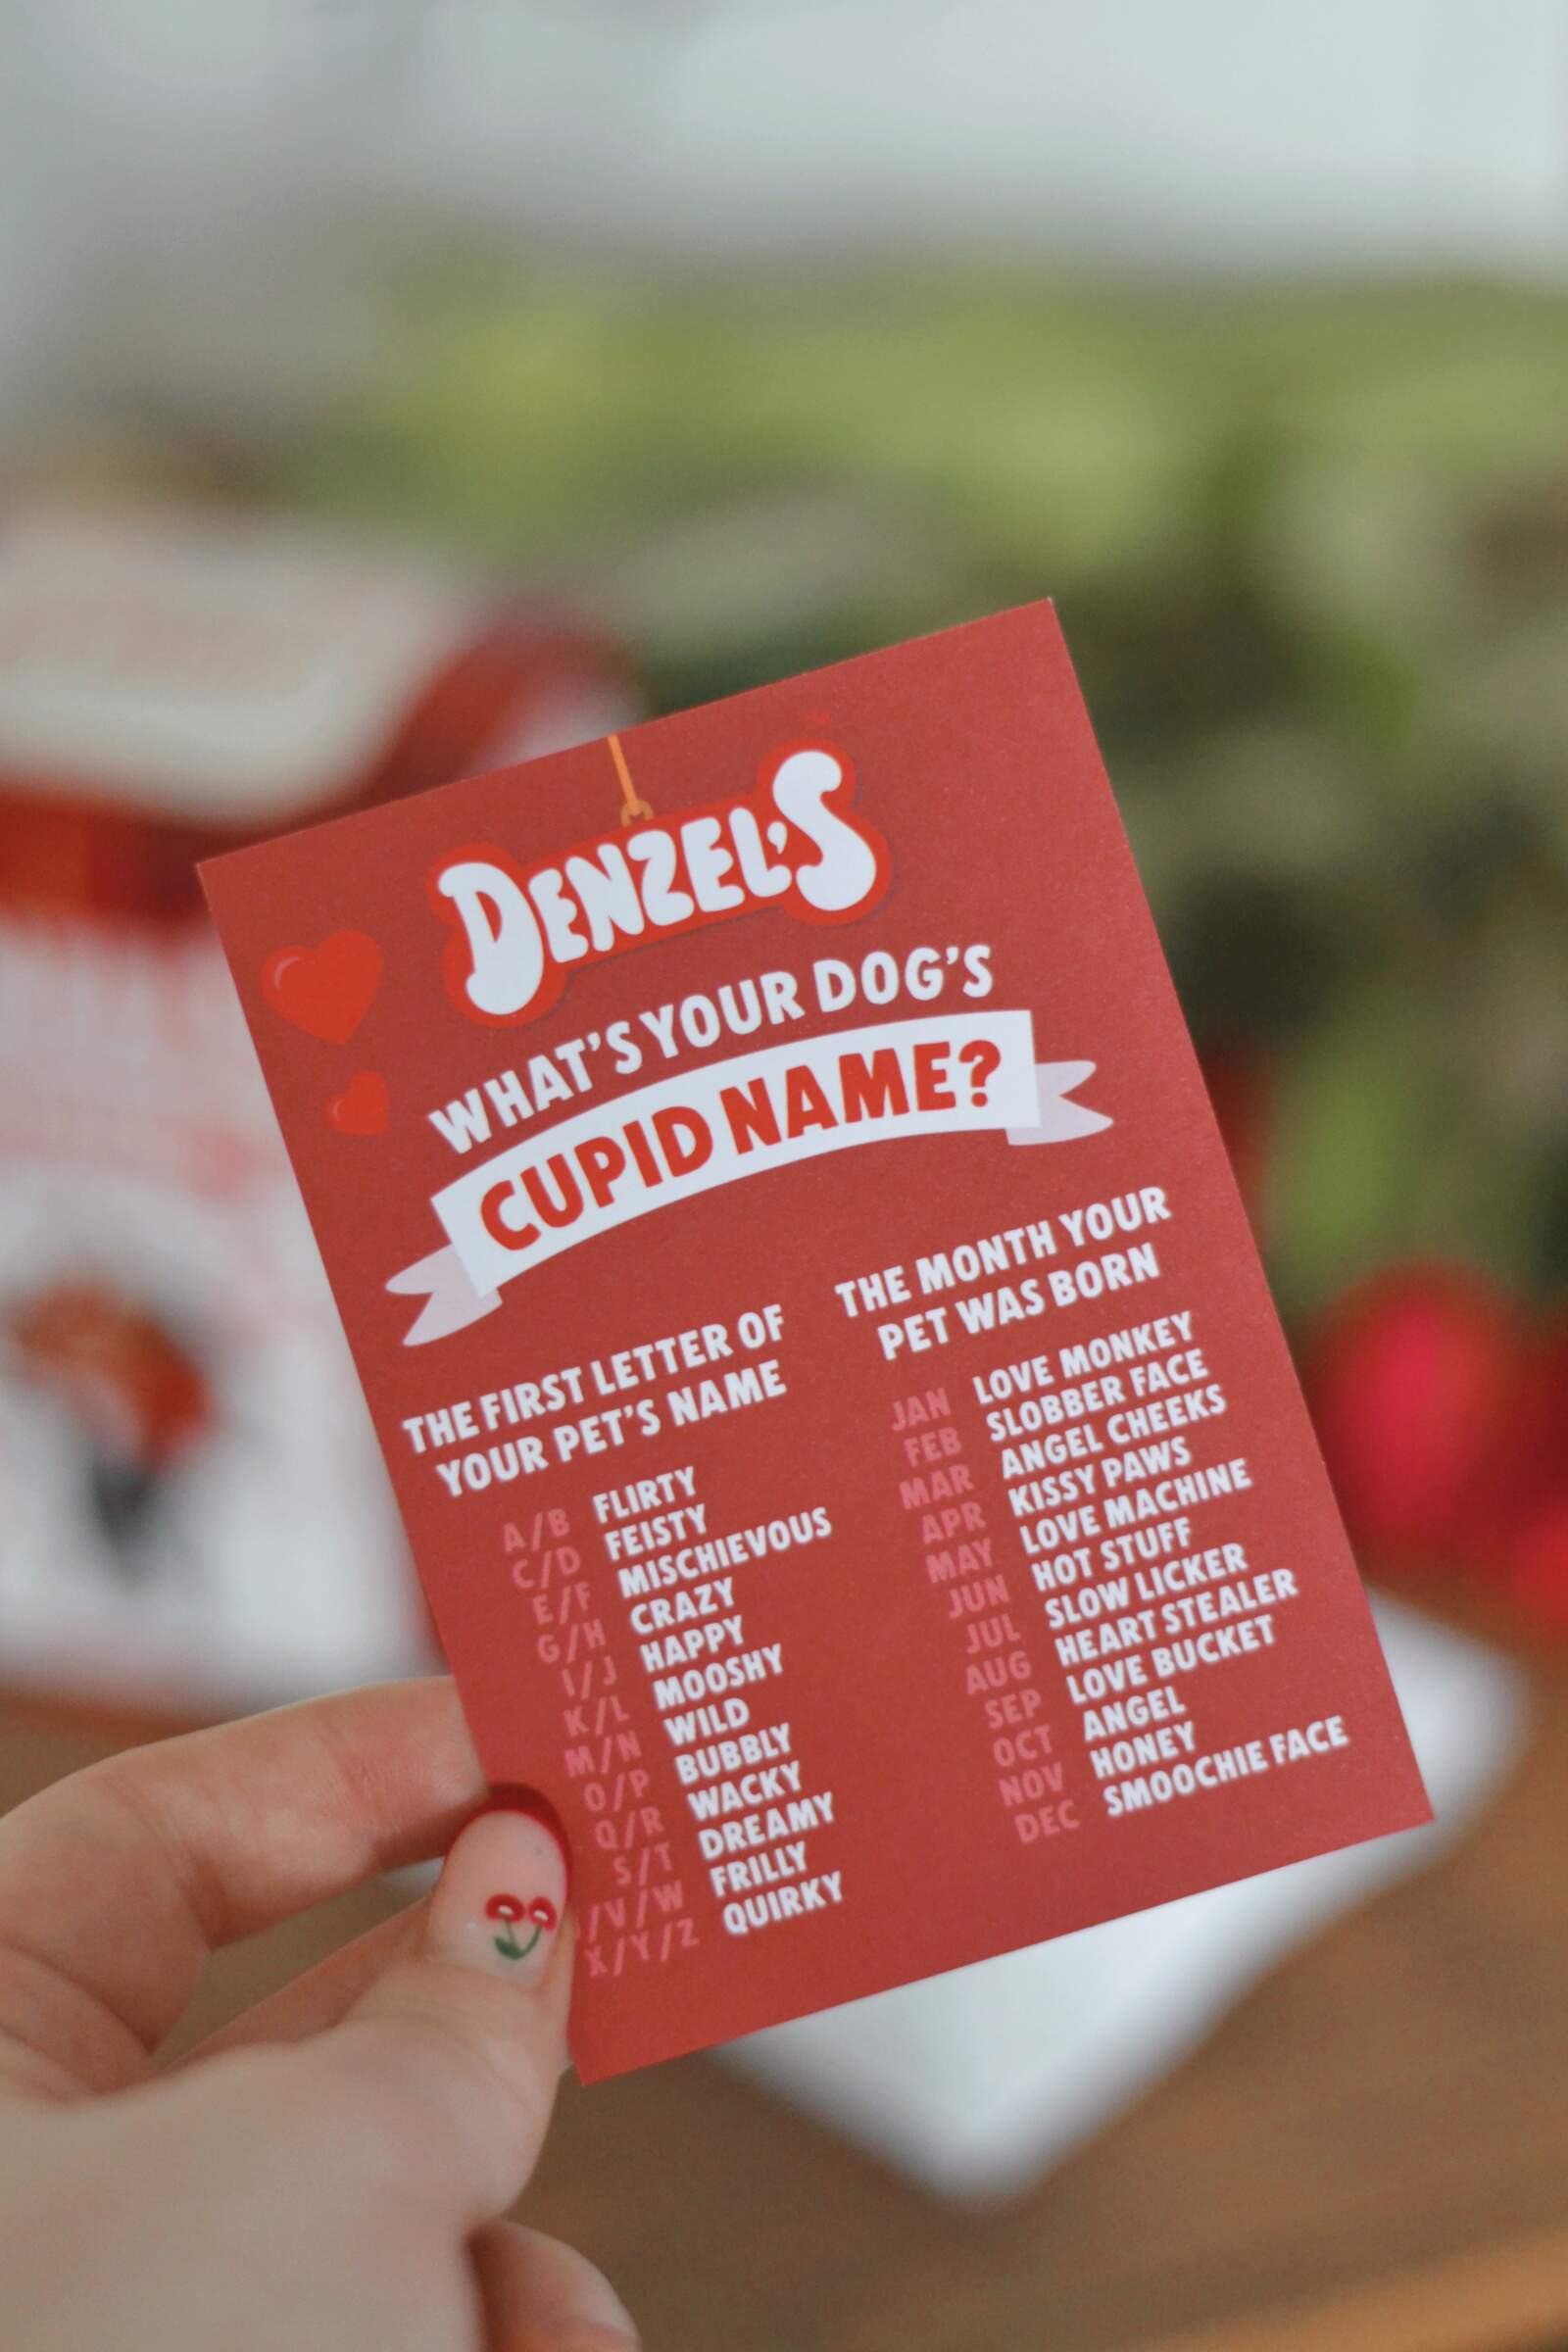 DENZEL'S
WHAT'S YOUR DOG'S
CUPID NAME?
THE FIRST LETTER OF
YOUR PET'S NAME
A/B FLIRTY
C/D FEISTY
E/F MISCHIEVOUS
G/H CRAZY
I/J HAPPY
K/L MOOSHY
M/N WILD
O/P BUBBLY
Q/R WACKY
S/T DREAMY
/V/W FRILLY
X/Y/Z QUIRKY
THE MONTH YOUR
PET WAS BORN
JAN LOVE MONKEY
FEB SLOBBER FACE
MAR ANGEL CHEEKS
APR KISSY PAWS
MAY LOVE MACHINE
JUN HOT STUFF
JUL SLOW LICKER
AUG HEART STEALER
SEP LOVE BUCKET
OCT ANGEL
NOV HONEY
DEC SMOOCHIE FACE